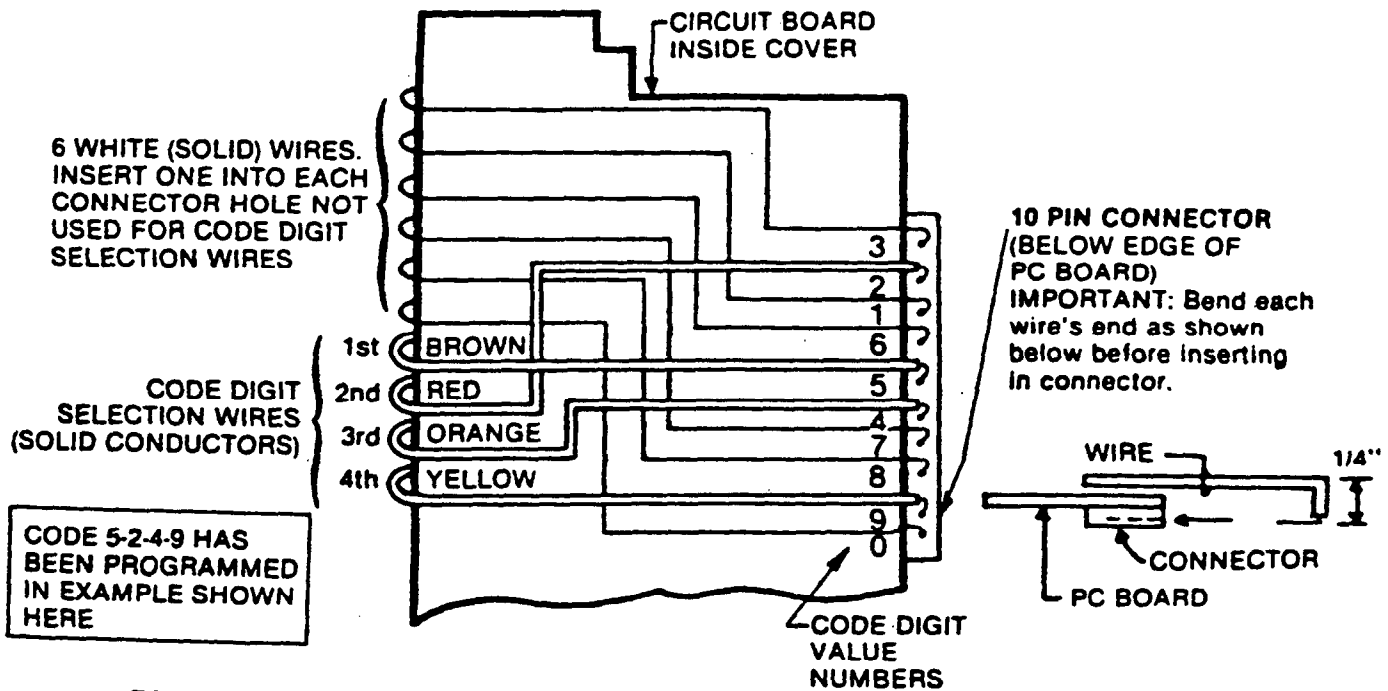 CIRCUIT BOARD
INSIDE COVER
6 WHITE (SOLID) WIRES.
INSERT ONE INTO EACH
CONNECTOR HOLE NOT
USED FOR CODE DIGIT
SELECTION WIRES
10 PIN CONNECTOR
(BELOW EDGE OF
PC BOARD)
IMPORTANT: Bend each
wire's end as shown
below before inserting
in connector.
3
2
1
6
5
4
7
8
9
0
1st
BROWN
2nd
RED
3rd
ORANGE
4th
YELLOW
CODE DIGIT
SELECTION WIRES
(SOLID CONDUCTORS)
WIRE
1/4"
CONNECTOR
PC BOARD
CODE 5-2-4-9 HAS
BEEN PROGRAMMED
IN EXAMPLE SHOWN
HERE
CODE DIGIT
VALUE
NUMBERS